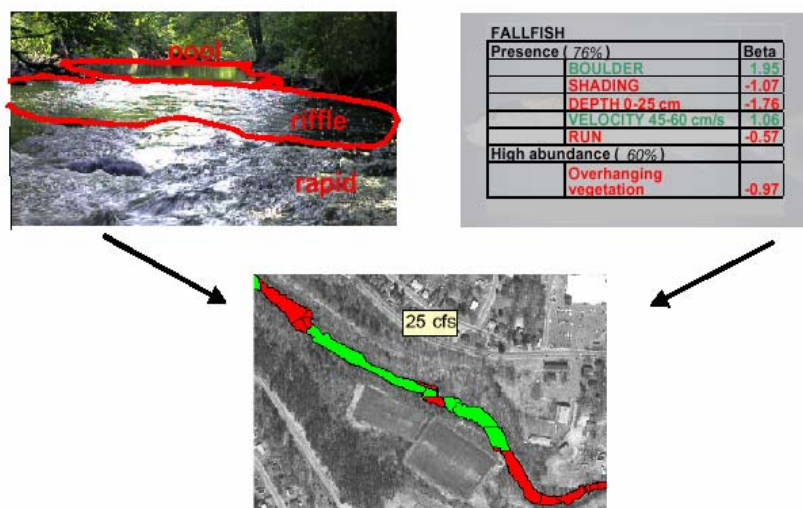 pool
riffle
rapid
FALLFISH
Presence ( 76%) Beta
BOULDER 1.95
SHADING -1.07
DEPTH 0-25 cm -1.76
VELOCITY 45-60 cm/s 1.06
RUN -0.57
High abundance ( 60%)
Overhanging
vegetation -0.97
25 cfs